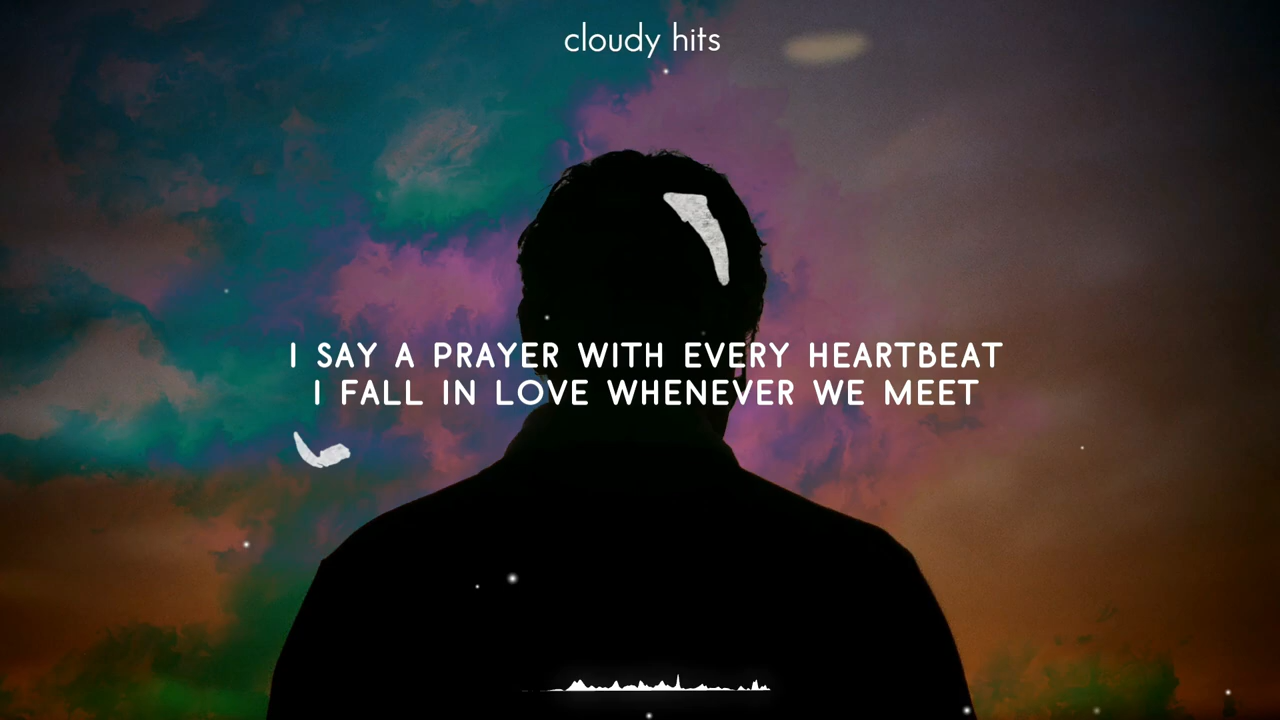 cloudy hits
I SAY A PRAYER WITH EVERY HEARTBEAT
I FALL IN LOVE WHENEVER WE MEET